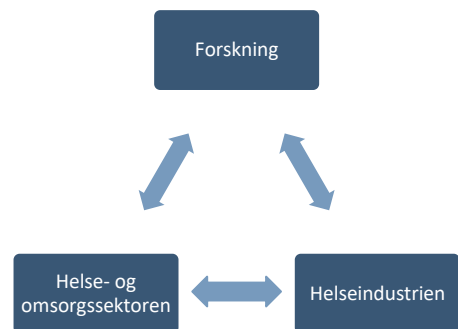 Forskning
Helse- og
omsorgssektoren
Helseindustrien